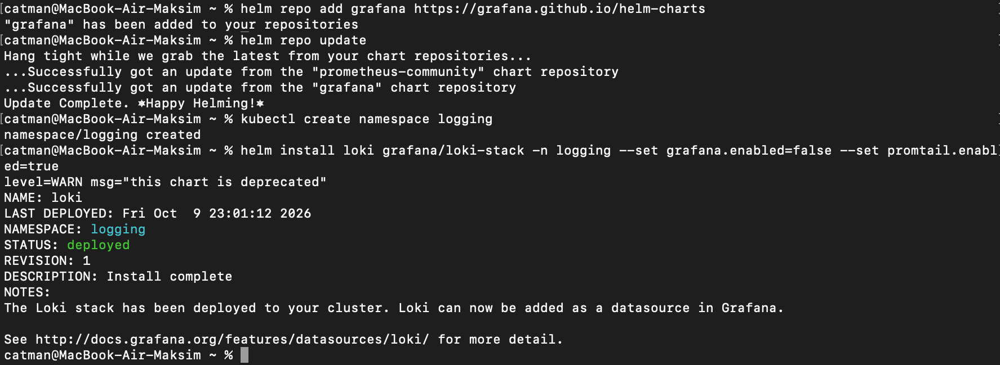 [catman@MacBook-Air-Maksim ~ % helm repo add grafana https://grafana.github.io/helm-charts
"grafana" has been added to your repositories
[catman@MacBook-Air-Maksim ~ % helm repo update
Hang tight while we grab the latest from your chart repositories...
...Successfully got an update from the "prometheus-community" chart repository
...Successfully got an update from the "grafana" chart repository
Update Complete. ⎈Happy Helming!⎈
[catman@MacBook-Air-Maksim ~ % kubectl create namespace logging
namespace/logging created
[catman@MacBook-Air-Maksim ~ % helm install loki grafana/loki-stack -n logging --set grafana.enabled=false --set promtail.enabl]
ed=true
level=WARN msg="this chart is deprecated"
NAME: loki
LAST DEPLOYED: Fri Oct  9 23:01:12 2026
NAMESPACE: logging
STATUS: deployed
REVISION: 1
DESCRIPTION: Install complete
NOTES:
The Loki stack has been deployed to your cluster. Loki can now be added as a datasource in Grafana.

See http://docs.grafana.org/features/datasources/loki/ for more detail.
catman@MacBook-Air-Maksim ~ %